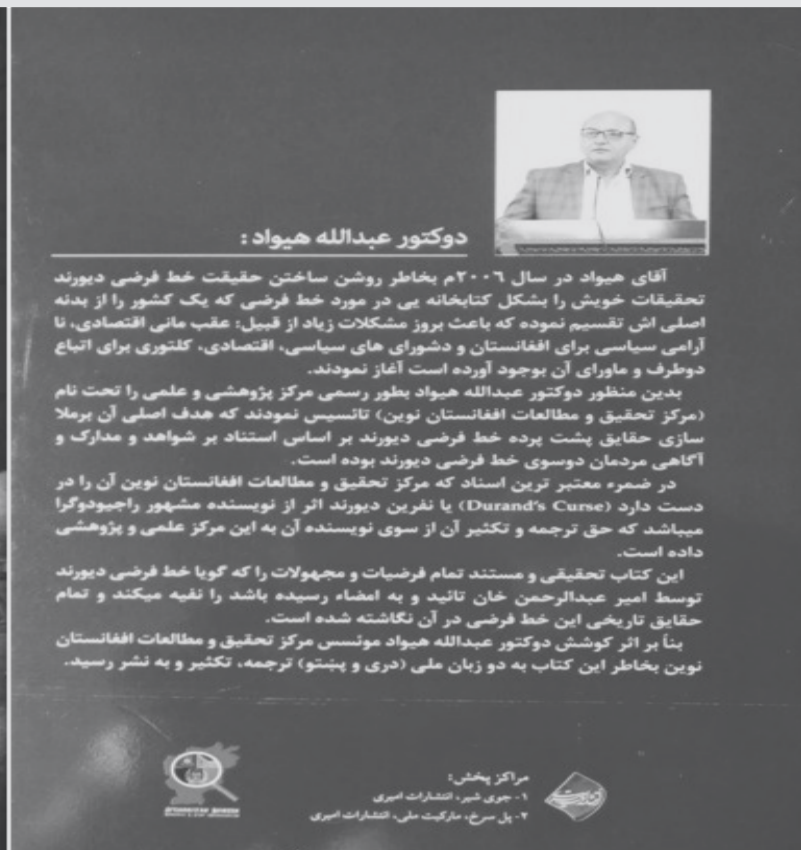 دوکتور عبدالله هیواد:
آقای هیواد در سال ۲۰۰۶م بخاطر روشن ساختن حقیقت خط فرضی دیورند
تحقیقات خویش را بشکل کتابخانه یی در مورد خط فرضی که یک کشور را از بدنه
اصلی اش تقسیم نموده که باعث بروز مشکلات زیاد از قبیل: عقب مانی اقتصادی، نا
آرامی سیاسی برای افغانستان و دشورای های سیاسی، اقتصادی، کلتوری برای اتباع
دوطرف و ماورای آن بوجود آورده است آغاز نمودند.
بدین منظور دوکتور عبدالله هیواد بطور رسمی مرکز پژوهشی و علمی را تحت نام
(مرکز تحقیق و مطالعات افغانستان نوین) تائسیس نمودند که هدف اصلی آن برملا
سازی حقایق پشت پرده خط فرضی دیورند بر اساس استناد بر شواهد و مدارک و
آگاهی مردمان دوسوی خط فرضی دیورند بوده است.
در ضمرء معتبر ترین اسناد که مرکز تحقیق و مطالعات افغانستان نوین آن را در
دست دارد (Durand's Curse) یا نفرین دیورند اثر از نویسنده مشهور راجیودوگرا
میباشد که حق ترجمه و تکثیر آن از سوی نویسنده آن به این مرکز علمی و پژوهشی
داده است.
این کتاب تحقیقی و مستند تمام فرضیات و مجهولات را که گویا خط فرضی دیورند
توسط امیر عبدالرحمن خان تائید و به امضاء رسیده باشد را نفیه میکند و تمام
حقایق تاریخی این خط فرضی در آن نگاشته شده است.
بناً بر اثر کوشش دوکتور عبدالله هیواد موئسس مرکز تحقیق و مطالعات افغانستان
نوین بخاطر این کتاب به دو زبان ملی (دری و پښتو) ترجمه، تکثیر و به نشر رسید.
مراکز پخش:
۱- جوی شیر، انتشارات امیری
۲- پل سرخ، مارکیت ملی، انتشارات امیری